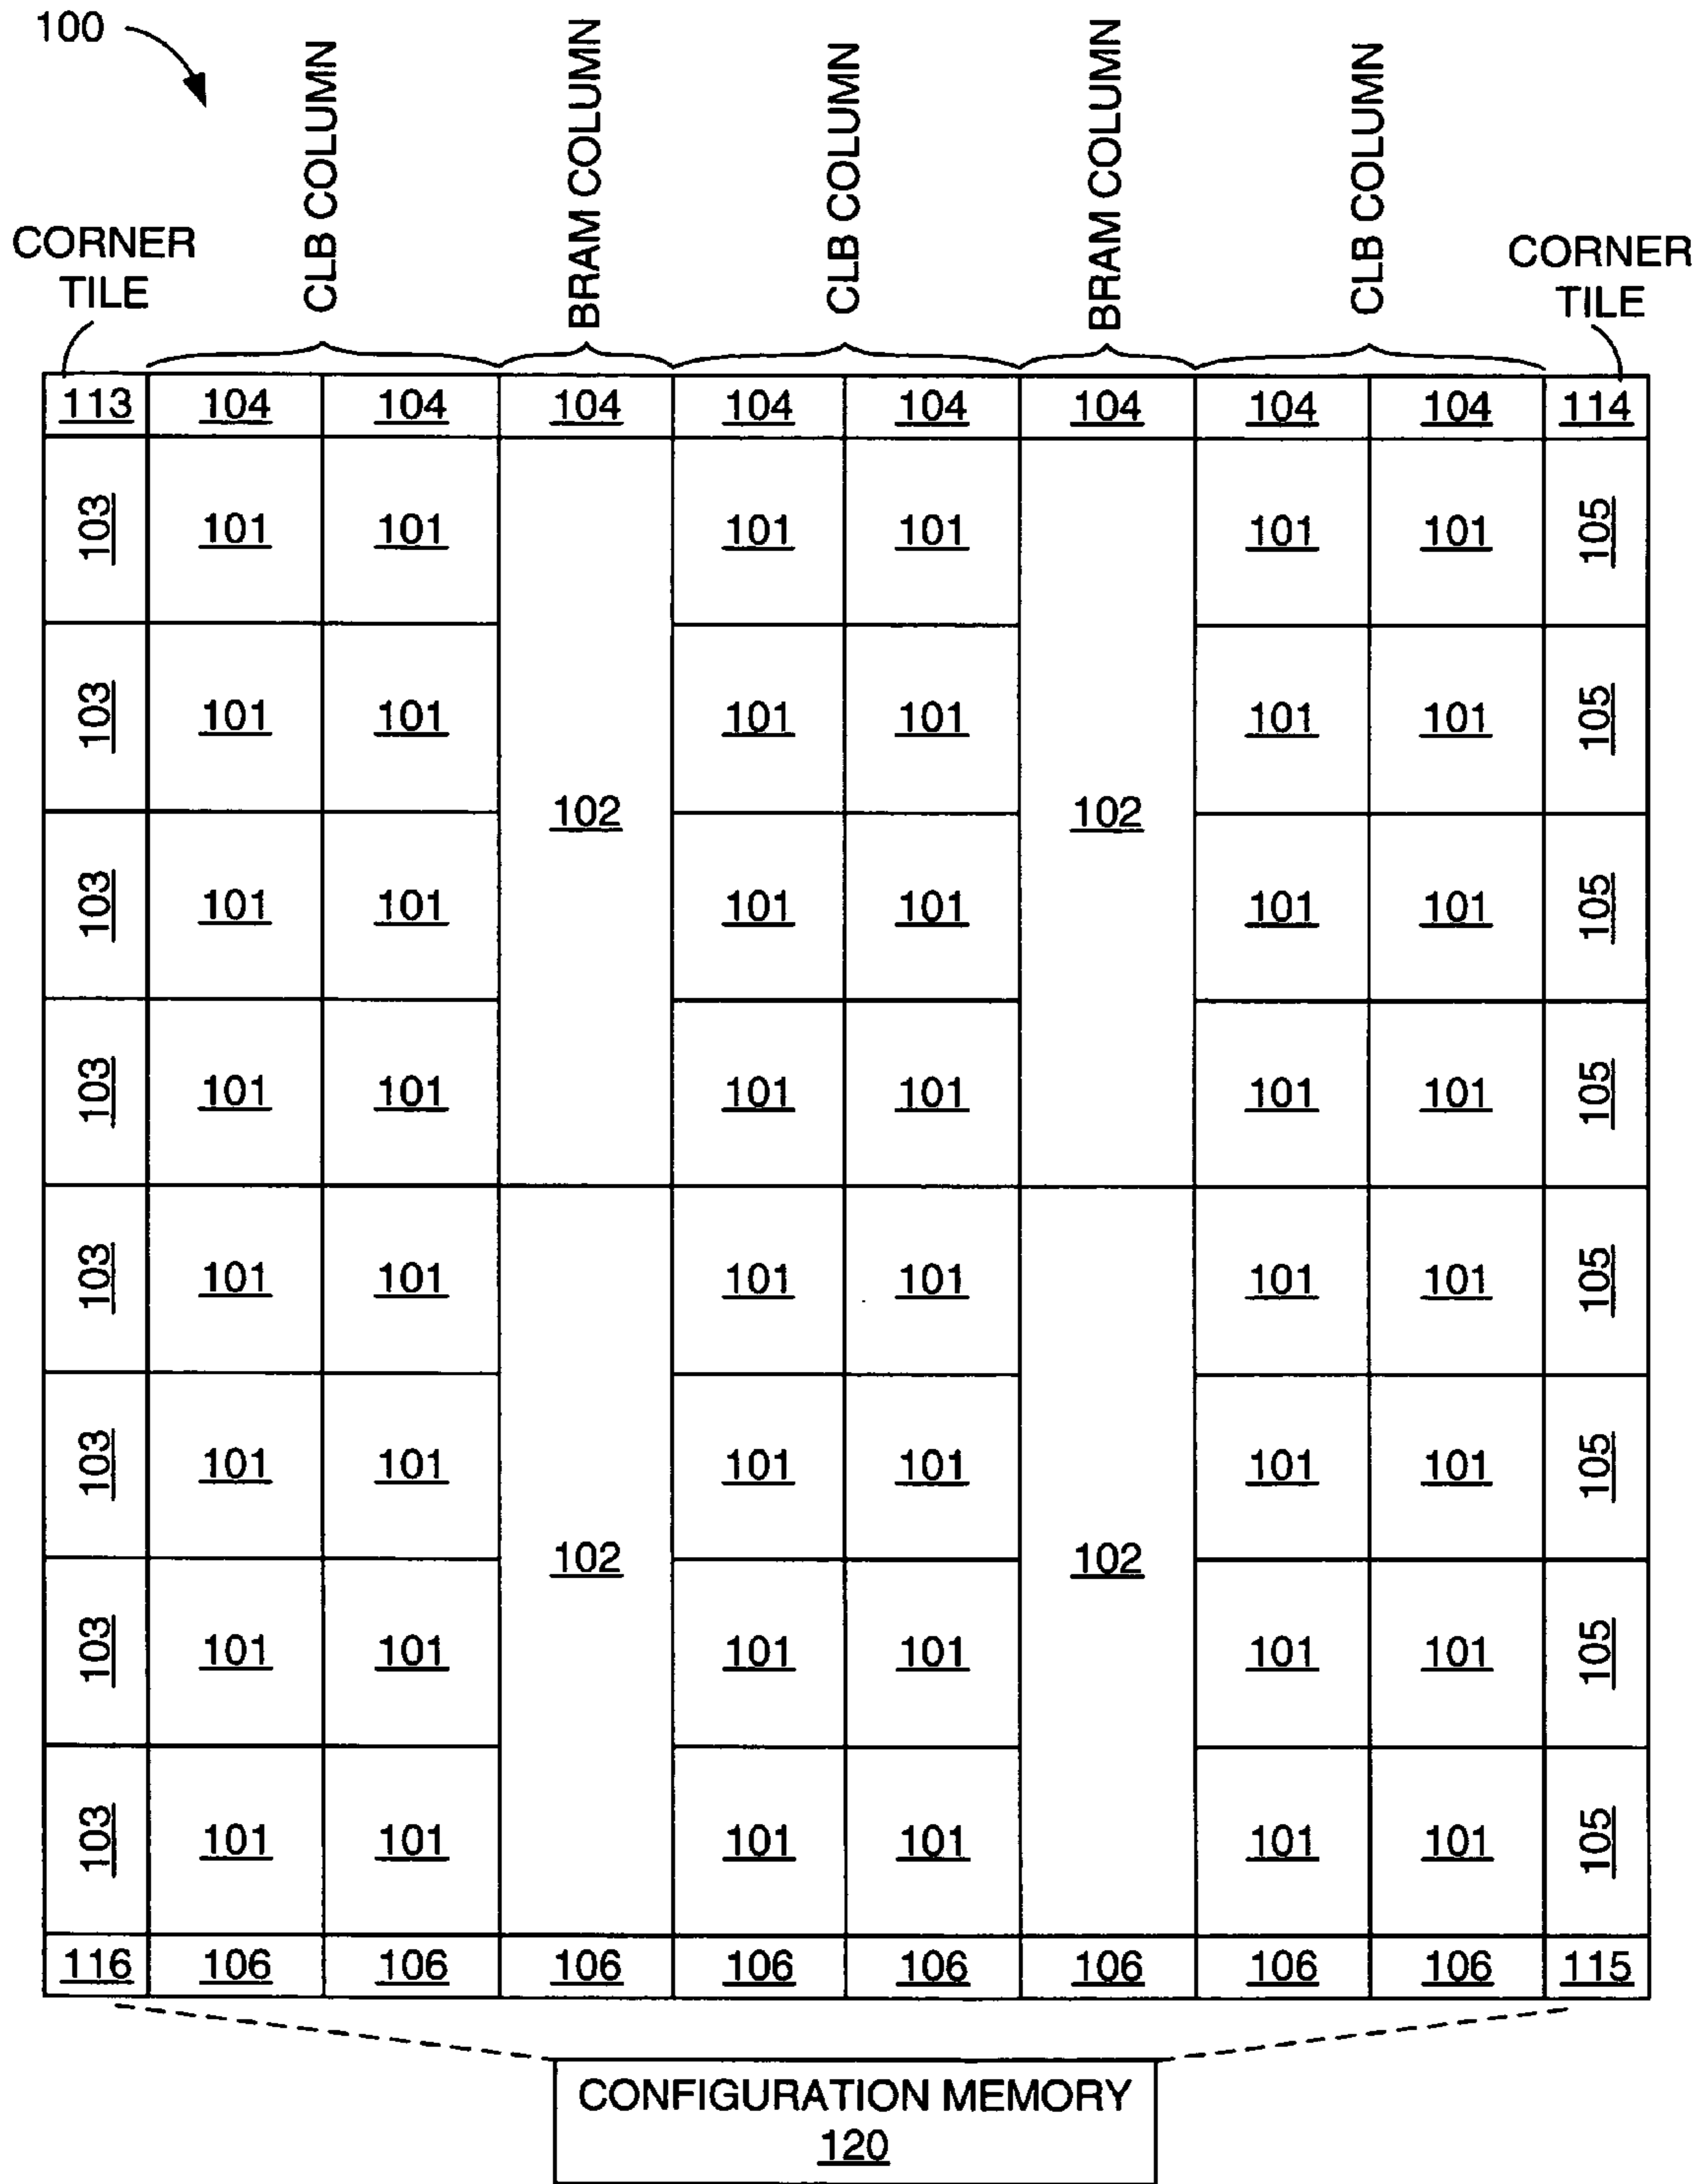 100
CLB COLUMN
BRAM COLUMN
CLB COLUMN
BRAM COLUMN
CLB COLUMN
CORNER
TILE
CORNER
TILE
113 104 104 104 104 104 104 104 104 114
103 101 101 101 101 101 101 105
103 101 101 101 101 101 101 105
102 102
103 101 101 101 101 101 101 105
103 101 101 101 101 101 101 105
103 101 101 101 101 101 101 105
103 101 101 101 101 101 101 105
102 102
103 101 101 101 101 101 101 105
103 101 101 101 101 101 101 105
116 106 106 106 106 106 106 106 106 115
CONFIGURATION MEMORY
120